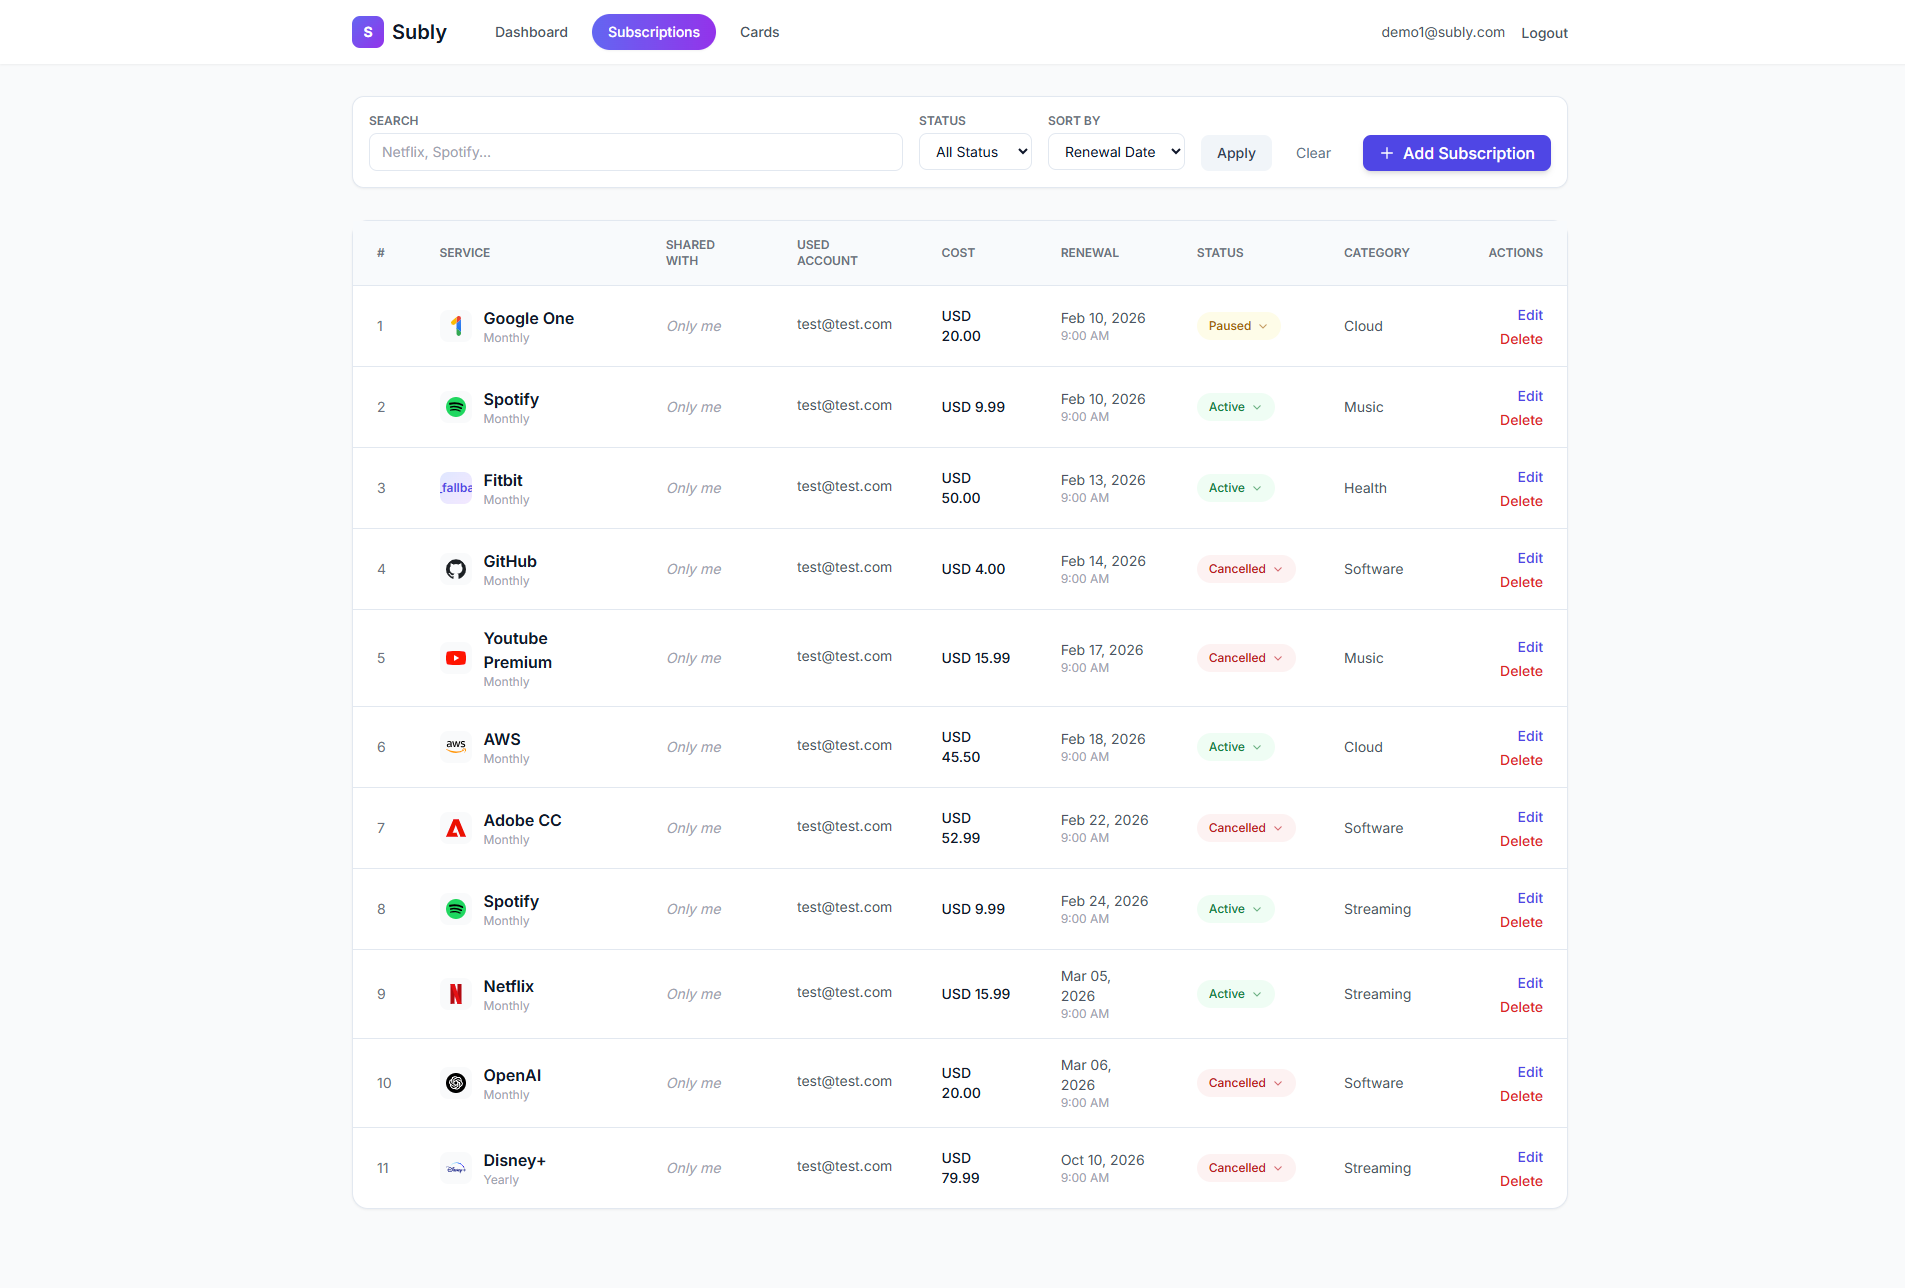 S Subly Dashboard Subscriptions Cards demo1@subly.com Logout
SEARCH STATUS SORT BY
Netflix, Spotify... All Status Renewal Date Apply Clear + Add Subscription
# SERVICE SHARED WITH USED ACCOUNT COST RENEWAL STATUS CATEGORY ACTIONS
1 Google One Monthly Only me test@test.com USD 20.00 Feb 10, 2026 9:00 AM Paused Cloud Edit Delete
2 Spotify Monthly Only me test@test.com USD 9.99 Feb 10, 2026 9:00 AM Active Music Edit Delete
3 fallba Fitbit Monthly Only me test@test.com USD 50.00 Feb 13, 2026 9:00 AM Active Health Edit Delete
4 GitHub Monthly Only me test@test.com USD 4.00 Feb 14, 2026 9:00 AM Cancelled Software Edit Delete
5 Youtube Premium Monthly Only me test@test.com USD 15.99 Feb 17, 2026 9:00 AM Cancelled Music Edit Delete
6 aws AWS Monthly Only me test@test.com USD 45.50 Feb 18, 2026 9:00 AM Active Cloud Edit Delete
7 Adobe CC Monthly Only me test@test.com USD 52.99 Feb 22, 2026 9:00 AM Cancelled Software Edit Delete
8 Spotify Monthly Only me test@test.com USD 9.99 Feb 24, 2026 9:00 AM Active Streaming Edit Delete
9 Netflix Monthly Only me test@test.com USD 15.99 Mar 05, 2026 9:00 AM Active Streaming Edit Delete
10 OpenAI Monthly Only me test@test.com USD 20.00 Mar 06, 2026 9:00 AM Cancelled Software Edit Delete
11 Disney+ Disney+ Yearly Only me test@test.com USD 79.99 Oct 10, 2026 9:00 AM Cancelled Streaming Edit Delete